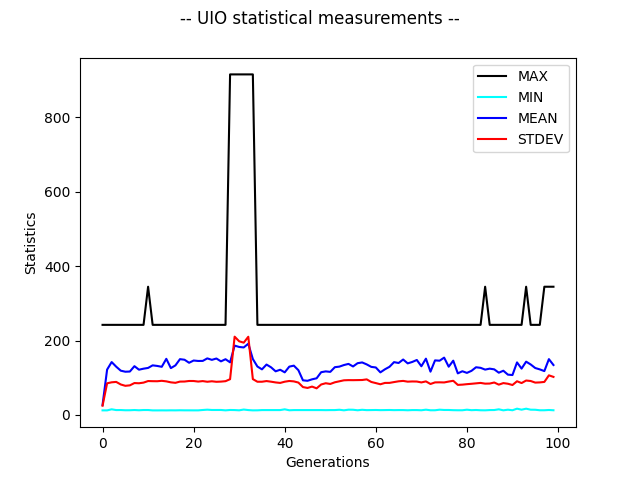 -- UIO statistical measurements --
MAX
MIN
MEAN
STDEV
800
600
400
200
0
Statistics
0 20 40 60 80 100
Generations